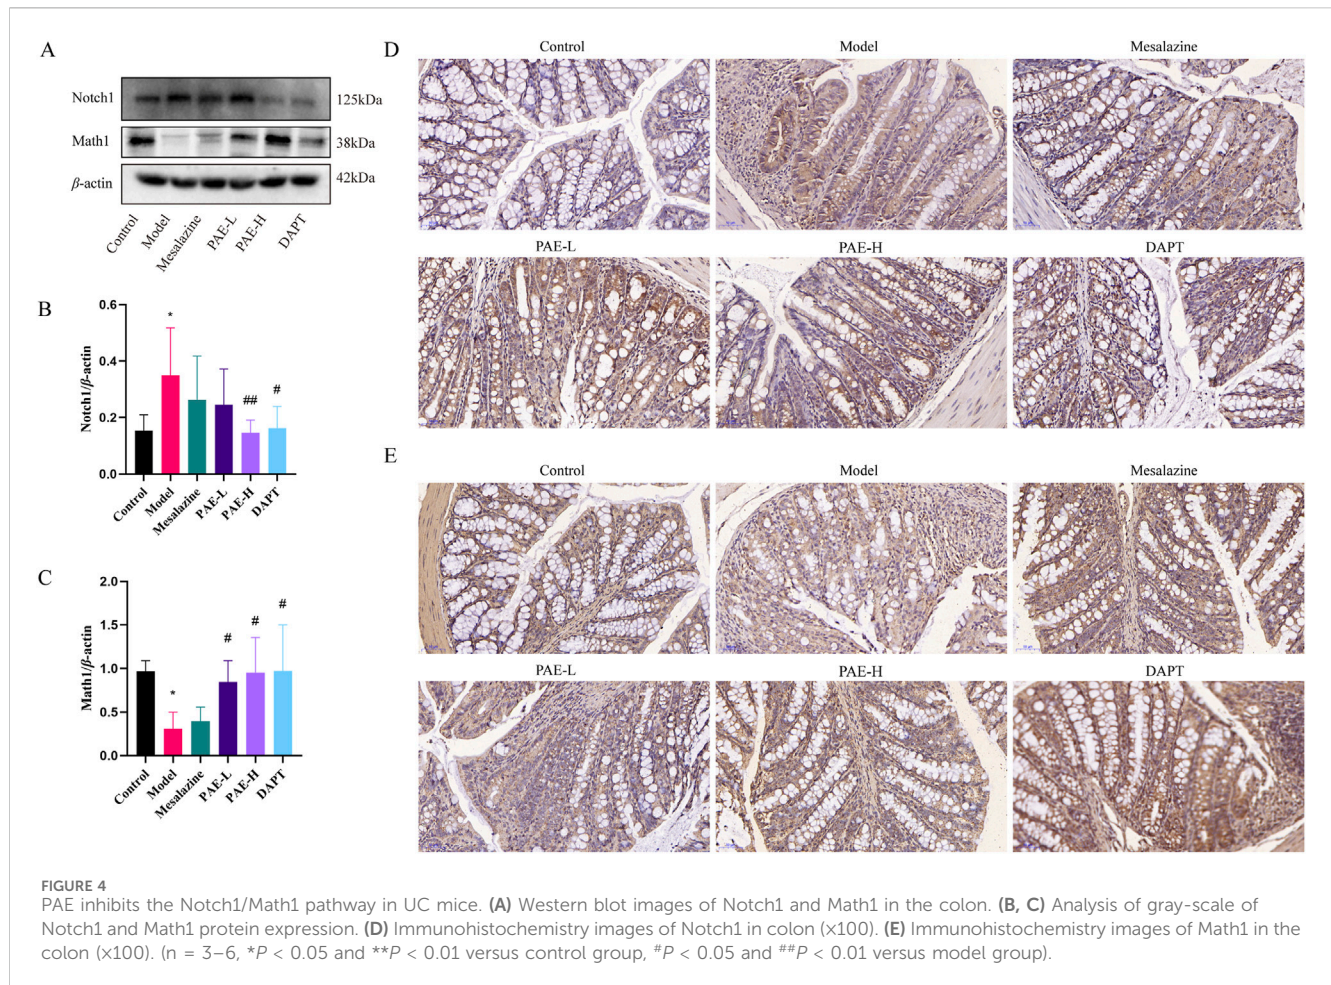 A
Notch1
125kDa
Math1
38kDa
β-actin
42kDa
Control
Model
Mesalazine
PAE-L
PAE-H
DAPT
B
Notch1/β-actin
0.6
0.4
0.2
0.0
*
##
#
Control
Model
Mesalazine
PAE-L
PAE-H
DAPT
C
Math1/β-actin
2.0
1.5
1.0
0.5
0.0
*
#
#
#
Control
Model
Mesalazine
PAE-L
PAE-H
DAPT
D
Control
Model
Mesalazine
PAE-L
PAE-H
DAPT
E
Control
Model
Mesalazine
PAE-L
PAE-H
DAPT
FIGURE 4
PAE inhibits the Notch1/Math1 pathway in UC mice. (A) Western blot images of Notch1 and Math1 in the colon. (B, C) Analysis of gray-scale of
Notch1 and Math1 protein expression. (D) Immunohistochemistry images of Notch1 in colon (×100). (E) Immunohistochemistry images of Math1 in the
colon (×100). (n = 3–6, *P < 0.05 and **P < 0.01 versus control group, #P < 0.05 and ##P < 0.01 versus model group).